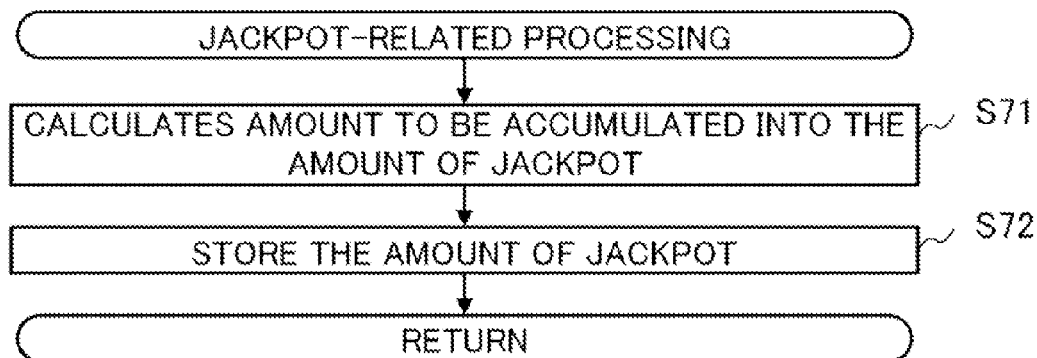 JACKPOT-RELATED PROCESSING
CALCULATES AMOUNT TO BE ACCUMULATED INTO THE
AMOUNT OF JACKPOT
S71
STORE THE AMOUNT OF JACKPOT
S72
RETURN